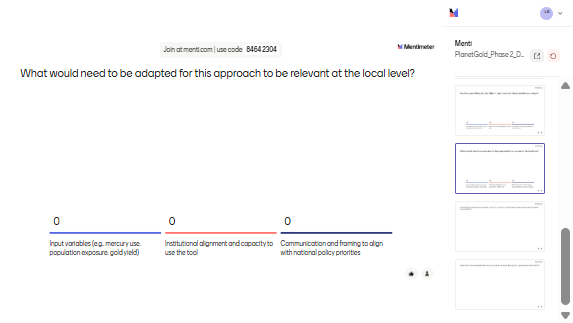 LB
Join at menti.com | use code 8464 2304
Mentimeter
Menti
PlanetGold_Phase 2_D...
What would need to be adapted for this approach to be relevant at the local level?
0
0
0
Input variables (e.g. mercury use,
population exposure, gold yield)
Institutional alignment and capacity to
use the tool
Communication and framing to align
with national policy priorities